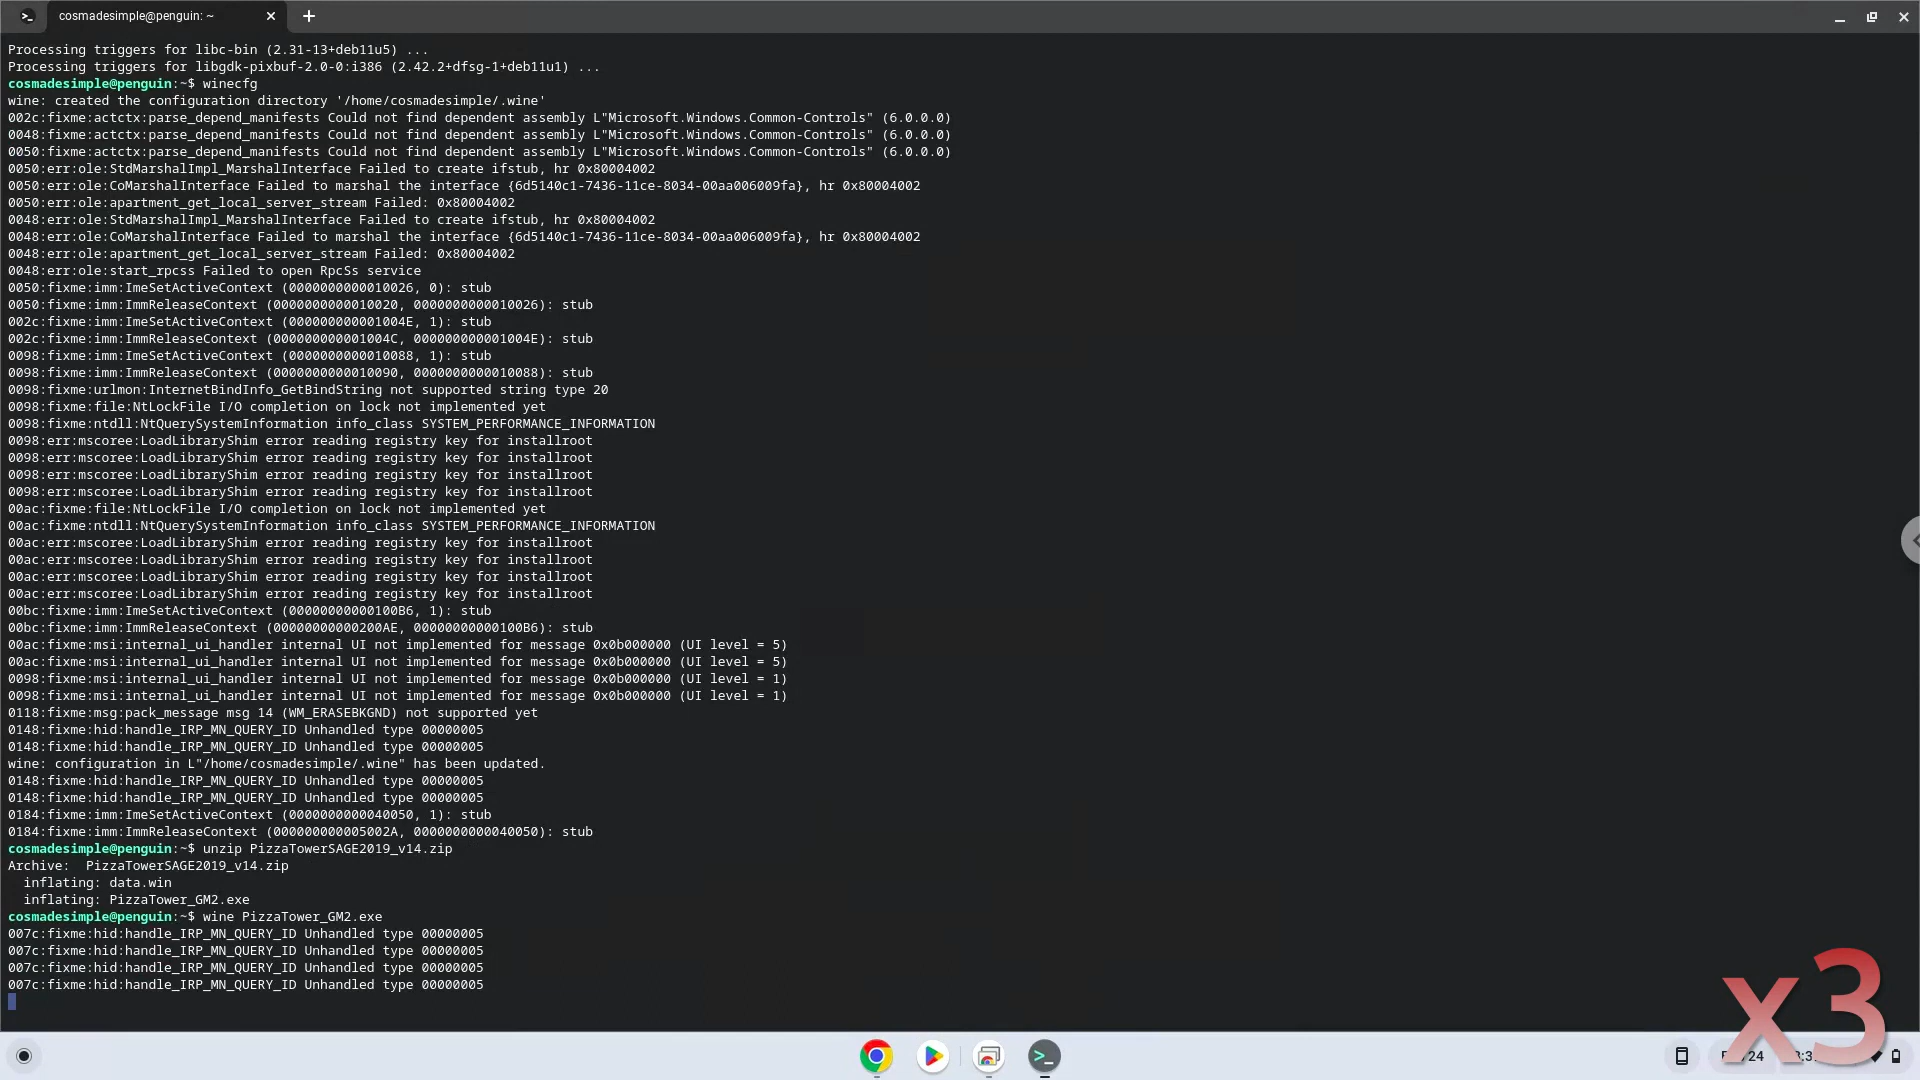 cosmadesimple@penguin: ~
Processing triggers for libc-bin (2.31-13+deb11u5) ...
Processing triggers for libgdk-pixbuf-2.0-0:i386 (2.42.2+dfsg-1+deb11u1) ...
cosmadesimple@penguin:~$ winecfg
wine: created the configuration directory '/home/cosmadesimple/.wine'
002c:fixme:actctx:parse_depend_manifests Could not find dependent assembly L"Microsoft.Windows.Common-Controls" (6.0.0.0)
0048:fixme:actctx:parse_depend_manifests Could not find dependent assembly L"Microsoft.Windows.Common-Controls" (6.0.0.0)
0050:fixme:actctx:parse_depend_manifests Could not find dependent assembly L"Microsoft.Windows.Common-Controls" (6.0.0.0)
0050:err:ole:StdMarshalImpl_MarshalInterface Failed to create ifstub, hr 0x80004002
0050:err:ole:CoMarshalInterface Failed to marshal the interface {6d5140c1-7436-11ce-8034-00aa006009fa}, hr 0x80004002
0050:err:ole:apartment_get_local_server_stream Failed: 0x80004002
0048:err:ole:StdMarshalImpl_MarshalInterface Failed to create ifstub, hr 0x80004002
0048:err:ole:CoMarshalInterface Failed to marshal the interface {6d5140c1-7436-11ce-8034-00aa006009fa}, hr 0x80004002
0048:err:ole:apartment_get_local_server_stream Failed: 0x80004002
0048:err:ole:start_rpcss Failed to open RpcSs service
0050:fixme:imm:ImeSetActiveContext (0000000000010026, 0): stub
0050:fixme:imm:ImmReleaseContext (0000000000010020, 0000000000010026): stub
002c:fixme:imm:ImeSetActiveContext (000000000001004E, 1): stub
002c:fixme:imm:ImmReleaseContext (000000000001004C, 000000000001004E): stub
0098:fixme:imm:ImeSetActiveContext (0000000000010088, 1): stub
0098:fixme:imm:ImmReleaseContext (0000000000010090, 0000000000010088): stub
0098:fixme:urlmon:InternetBindInfo_GetBindString not supported string type 20
0098:fixme:file:NtLockFile I/O completion on lock not implemented yet
0098:fixme:ntdll:NtQuerySystemInformation info_class SYSTEM_PERFORMANCE_INFORMATION
0098:err:mscoree:LoadLibraryShim error reading registry key for installroot
0098:err:mscoree:LoadLibraryShim error reading registry key for installroot
0098:err:mscoree:LoadLibraryShim error reading registry key for installroot
0098:err:mscoree:LoadLibraryShim error reading registry key for installroot
00ac:fixme:file:NtLockFile I/O completion on lock not implemented yet
00ac:fixme:ntdll:NtQuerySystemInformation info_class SYSTEM_PERFORMANCE_INFORMATION
00ac:err:mscoree:LoadLibraryShim error reading registry key for installroot
00ac:err:mscoree:LoadLibraryShim error reading registry key for installroot
00ac:err:mscoree:LoadLibraryShim error reading registry key for installroot
00ac:err:mscoree:LoadLibraryShim error reading registry key for installroot
00bc:fixme:imm:ImeSetActiveContext (00000000000100B6, 1): stub
00bc:fixme:imm:ImmReleaseContext (00000000000200AE, 00000000000100B6): stub
00ac:fixme:msi:internal_ui_handler internal UI not implemented for message 0x0b000000 (UI level = 5)
00ac:fixme:msi:internal_ui_handler internal UI not implemented for message 0x0b000000 (UI level = 5)
0098:fixme:msi:internal_ui_handler internal UI not implemented for message 0x0b000000 (UI level = 1)
0098:fixme:msi:internal_ui_handler internal UI not implemented for message 0x0b000000 (UI level = 1)
0118:fixme:msg:pack_message msg 14 (WM_ERASEBKGND) not supported yet
0148:fixme:hid:handle_IRP_MN_QUERY_ID Unhandled type 00000005
0148:fixme:hid:handle_IRP_MN_QUERY_ID Unhandled type 00000005
wine: configuration in L"/home/cosmadesimple/.wine" has been updated.
0148:fixme:hid:handle_IRP_MN_QUERY_ID Unhandled type 00000005
0148:fixme:hid:handle_IRP_MN_QUERY_ID Unhandled type 00000005
0184:fixme:imm:ImeSetActiveContext (0000000000040050, 1): stub
0184:fixme:imm:ImmReleaseContext (000000000005002A, 0000000000040050): stub
cosmadesimple@penguin:~$ unzip PizzaTowerSAGE2019_v14.zip
Archive:  PizzaTowerSAGE2019_v14.zip
  inflating: data.win
  inflating: PizzaTower_GM2.exe
cosmadesimple@penguin:~$ wine PizzaTower_GM2.exe
007c:fixme:hid:handle_IRP_MN_QUERY_ID Unhandled type 00000005
007c:fixme:hid:handle_IRP_MN_QUERY_ID Unhandled type 00000005
007c:fixme:hid:handle_IRP_MN_QUERY_ID Unhandled type 00000005
007c:fixme:hid:handle_IRP_MN_QUERY_ID Unhandled type 00000005
x3
24